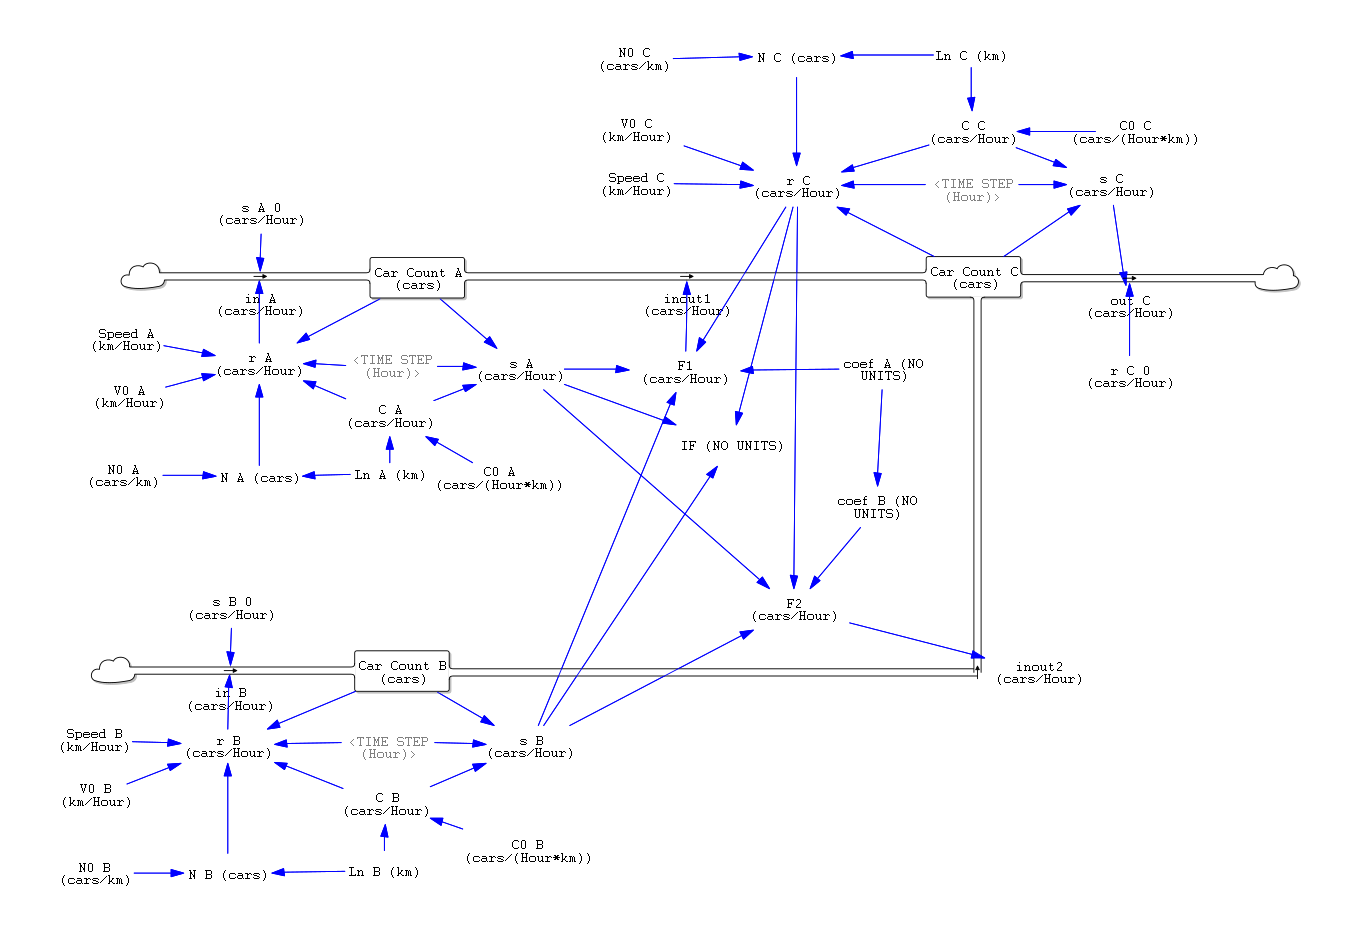 N0 C
(cars/km)
N C (cars)
Ln C (km)
V0 C
(km/Hour)
C C
(cars/Hour)
C0 C
(cars/(Hour*km))
Speed C
(km/Hour)
r C
(cars/Hour)
<TIME STEP
(Hour)>
s C
(cars/Hour)
s A 0
(cars/Hour)
Car Count A
(cars)
Car Count C
(cars)
in A
(cars/Hour)
inout1
(cars/Hour)
out C
(cars/Hour)
Speed A
(km/Hour)
r A
(cars/Hour)
<TIME STEP
(Hour)>
s A
(cars/Hour)
F1
(cars/Hour)
coef A (NO
UNITS)
r C 0
(cars/Hour)
V0 A
(km/Hour)
C A
(cars/Hour)
IF (NO UNITS)
N0 A
(cars/km)
N A (cars)
Ln A (km)
C0 A
(cars/(Hour*km))
coef B (NO
UNITS)
s B 0
(cars/Hour)
F2
(cars/Hour)
Car Count B
(cars)
inout2
(cars/Hour)
in B
(cars/Hour)
Speed B
(km/Hour)
r B
(cars/Hour)
<TIME STEP
(Hour)>
s B
(cars/Hour)
V0 B
(km/Hour)
C B
(cars/Hour)
C0 B
(cars/(Hour*km))
N0 B
(cars/km)
N B (cars)
Ln B (km)